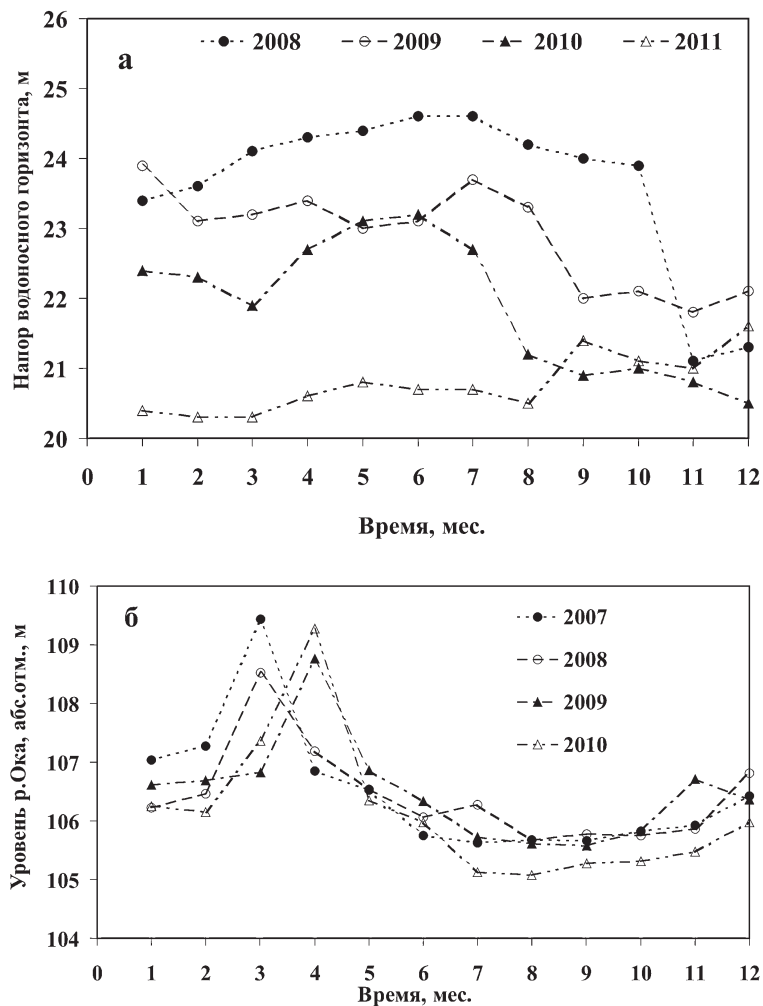 26
25
24
23
22
21
20
а
2008 2009 2010 2011
Напор водоносного горизонта, м
0 1 2 3 4 5 6 7 8 9 10 11 12
Время, мес.
110
109
108
107
106
105
104
б
2007
2008
2009
2010
Уровень р.Ока, абс.отм., м
0 1 2 3 4 5 6 7 8 9 10 11 12
Время, мес.